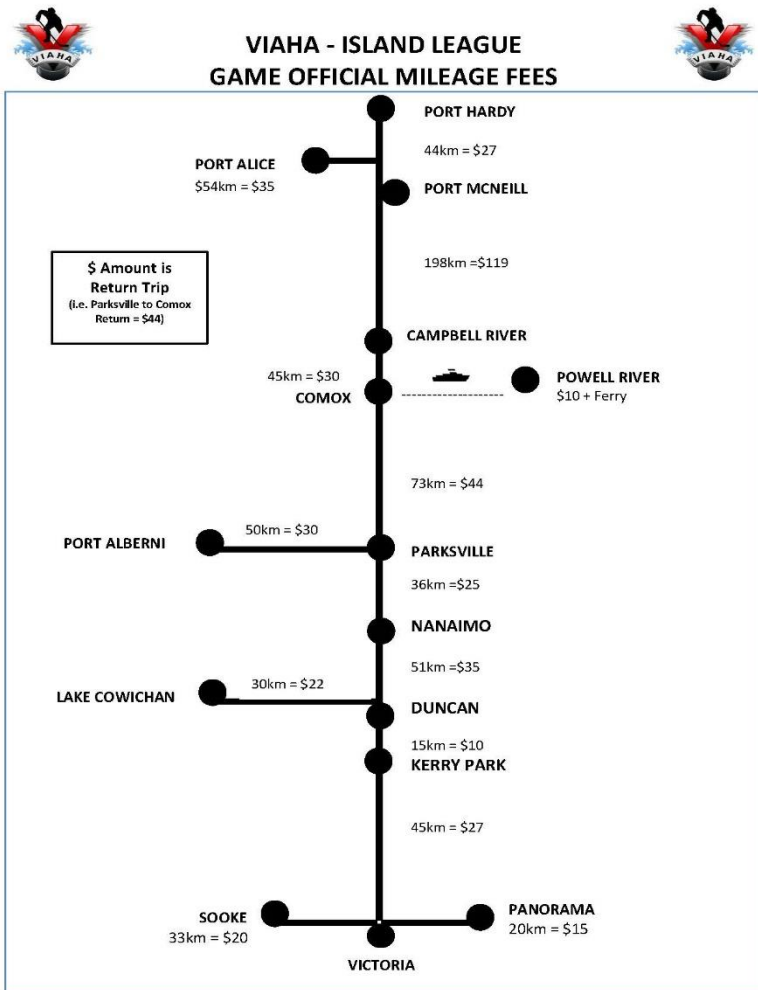 VIAHA
VIAHA
VIAHA - ISLAND LEAGUE
GAME OFFICIAL MILEAGE FEES
PORT HARDY
44km = $27
PORT ALICE
$54km = $35
PORT MCNEILL
198km =$119
$ Amount is
Return Trip
(i.e. Parksville to Comox
Return = $44)
CAMPBELL RIVER
45km = $30
COMOX
POWELL RIVER
$10 + Ferry
73km = $44
50km = $30
PORT ALBERNI
PARKSVILLE
36km =$25
NANAIMO
51km =$35
30km = $22
LAKE COWICHAN
DUNCAN
15km = $10
KERRY PARK
45km = $27
SOOKE
33km = $20
PANORAMA
20km = $15
VICTORIA